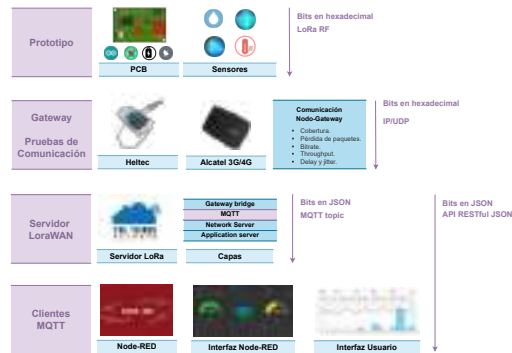 Prototipo
PCB
Sensores
Bits en hexadecimal
LoRa RF
Gateway
Pruebas de
Comunicación
Heltec
Alcatel 3G/4G
Comunicación
Nodo-Gateway
• Cobertura.
• Pérdida de paquetes.
• Bitrate.
• Throughput.
• Delay y jitter.
Bits en hexadecimal
IP/UDP
Servidor
LoraWAN
Servidor LoRa
Gateway bridge
MQTT
Network Server
Application server
Capas
Bits en JSON
MQTT topic
Bits en JSON
API RESTful JSON
Clientes
MQTT
Node-RED
Interfaz Node-RED
Interfaz Usuario